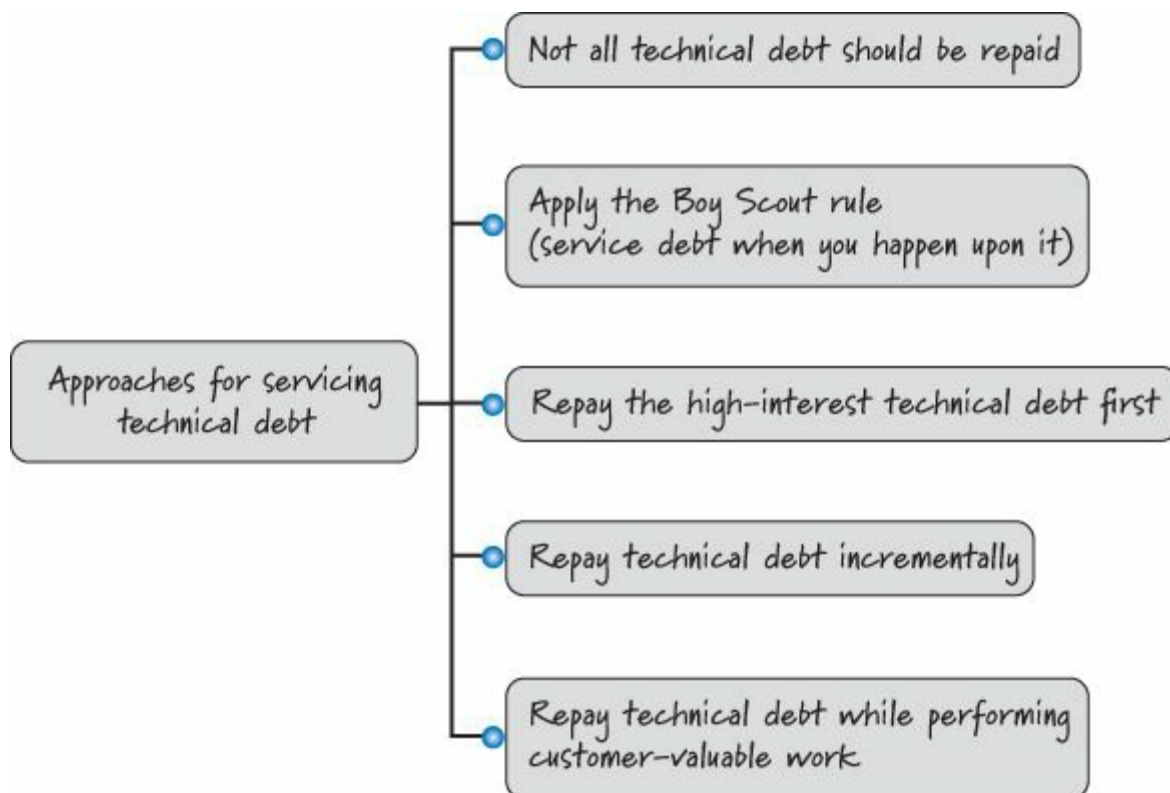 Not all technical debt should be repaid
Apply the Boy Scout rule
(service debt when you happen upon it)
Approaches for servicing
technical debt
Repay the high-interest technical debt first
Repay technical debt incrementally
Repay technical debt while performing
customer-valuable work